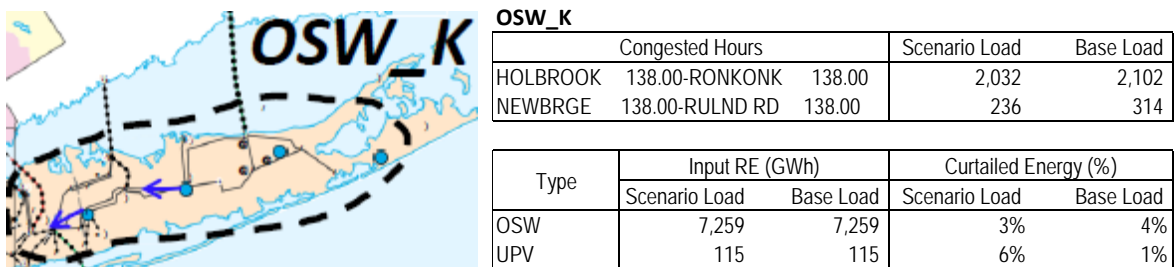 OSW_K
OSW_K
Congested Hours Scenario Load Base Load
HOLBROOK 138.00-RONKONK 138.00 2,032 2,102
NEWBRGE 138.00-RULND RD 138.00 236 314
Type Input RE (GWh) Curtailed Energy (%)
Scenario Load Base Load Scenario Load Base Load
OSW 7,259 7,259 3% 4%
UPV 115 115 6% 1%